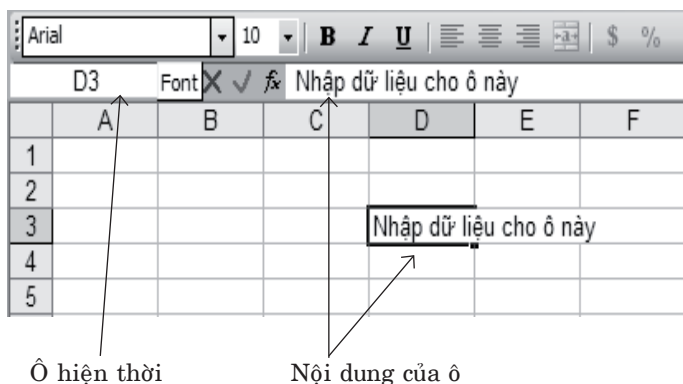 Arial 10 B I U $ %
D3 Font fx Nhập dữ liệu cho ô này
A B C D E F
1
2
3 Nhập dữ liệu cho ô này
4
5
Ô hiện thời Nội dung của ô